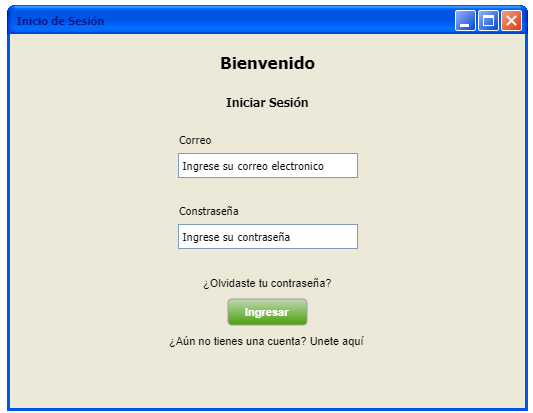 Inicio de Sesión
Bienvenido
Iniciar Sesión
Correo
Ingrese su correo electronico
Constraseña
Ingrese su contraseña
¿Olvidaste tu contraseña?
Ingresar
¿Aún no tienes una cuenta? Unete aquí